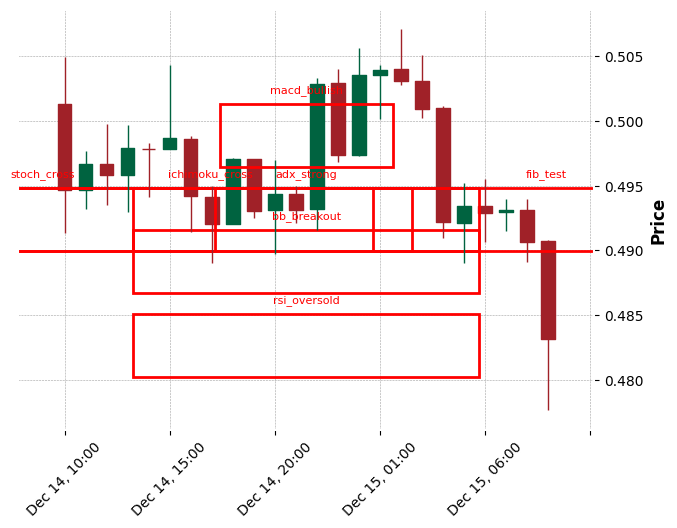 0.505
macd_bullish
0.500
stoch_cross
ichimoku_cross
adx_strong
fib_test
0.495
bb_breakout
Price
0.490
rsi_oversold
0.485
0.480
Dec 14, 10:00
Dec 14, 15:00
Dec 14, 20:00
Dec 15, 01:00
Dec 15, 06:00